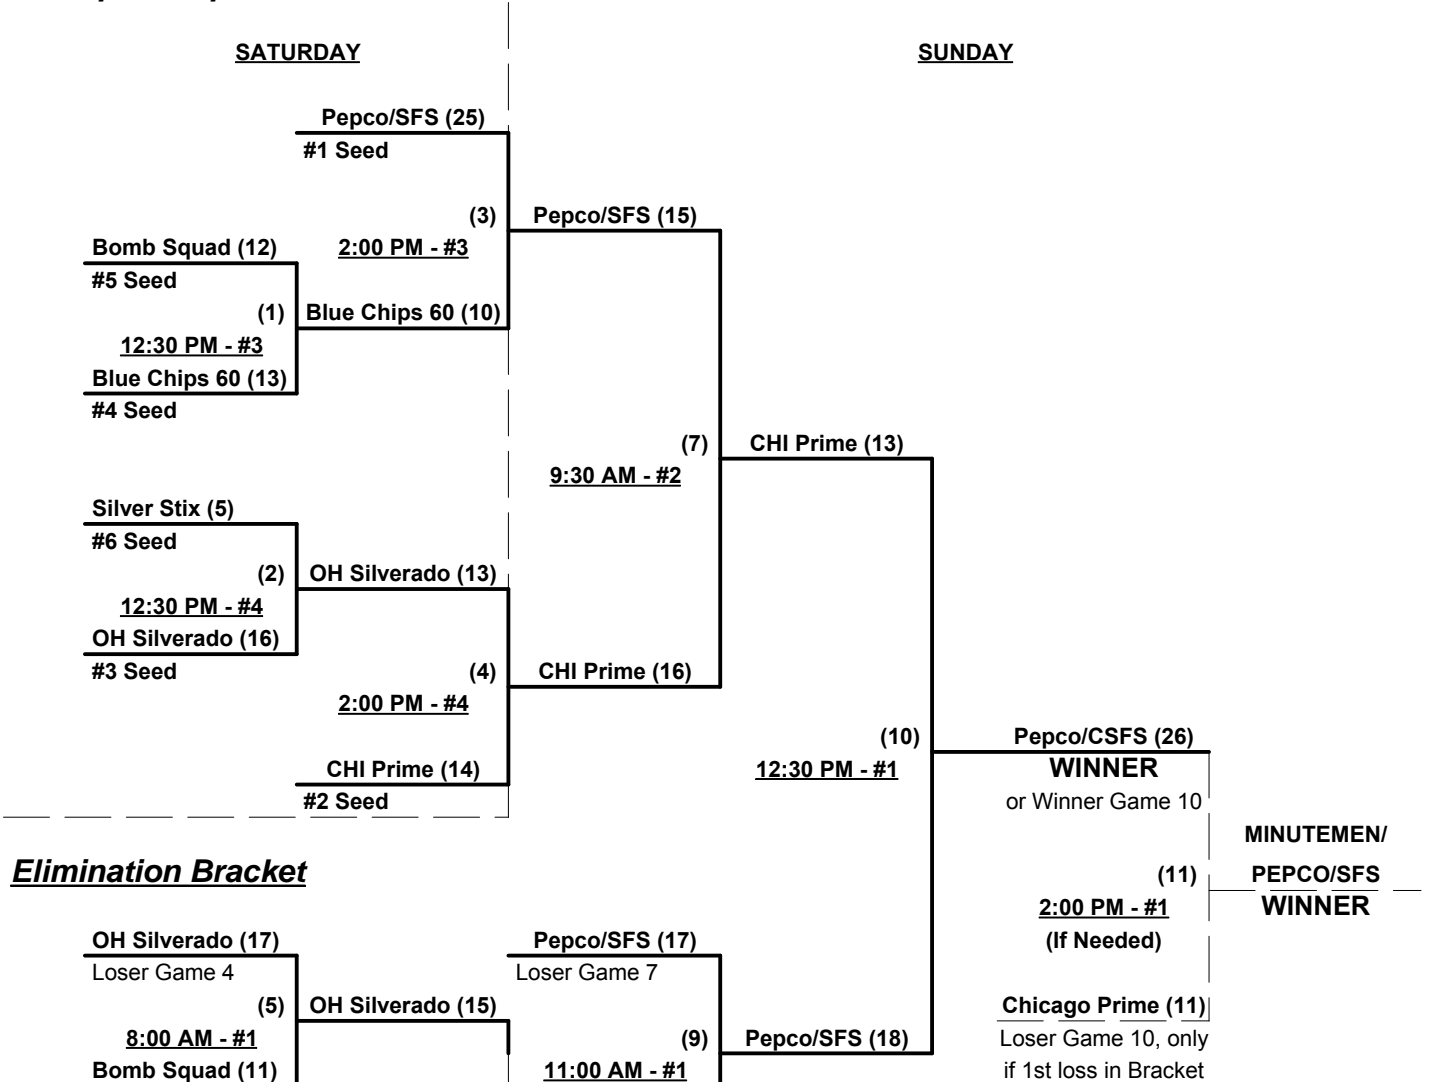 SATURDAY
SUNDAY
Pepco/SFS (25)
#1 Seed
(3)
2:00 PM - #3
Pepco/SFS (15)
Bomb Squad (12)
#5 Seed
(1)
12:30 PM - #3
Blue Chips 60 (10)
Blue Chips 60 (13)
#4 Seed
(7)
9:30 AM - #2
CHI Prime (13)
Silver Stix (5)
#6 Seed
(2)
12:30 PM - #4
OH Silverado (13)
OH Silverado (16)
#3 Seed
(4)
2:00 PM - #4
CHI Prime (16)
CHI Prime (14)
#2 Seed
(10)
12:30 PM - #1
Pepco/CSFS (26)
WINNER
or Winner Game 10
MINUTEMEN/
PEPCO/SFS
WINNER
(11)
2:00 PM - #1
(If Needed)
Chicago Prime (11)
Loser Game 10, only
if 1st loss in Bracket
Elimination Bracket
OH Silverado (17)
Loser Game 4
(5)
8:00 AM - #1
Bomb Squad (11)
OH Silverado (15)
Pepco/SFS (17)
Loser Game 7
(9)
11:00 AM - #1
Pepco/SFS (18)